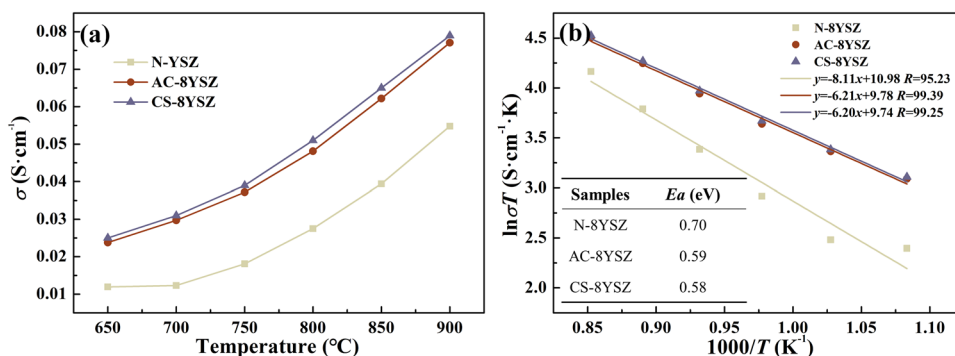 (a)
N-YSZ
AC-8YSZ
CS-8YSZ
0.08
0.07
0.06
0.05
0.04
0.03
0.02
0.01
σ (S·cm⁻¹)
650 700 750 800 850 900
Temperature (°C)
(b)
N-8YSZ
AC-8YSZ
CS-8YSZ
y=-8.11x+10.98 R=95.23
y=-6.21x+9.78 R=99.39
y=-6.20x+9.74 R=99.25
4.5
4.0
3.5
3.0
2.5
2.0
lnσT (S·cm⁻¹·K)
Samples Ea (eV)
N-8YSZ 0.70
AC-8YSZ 0.59
CS-8YSZ 0.58
0.85 0.90 0.95 1.00 1.05 1.10
1000/T (K⁻¹)